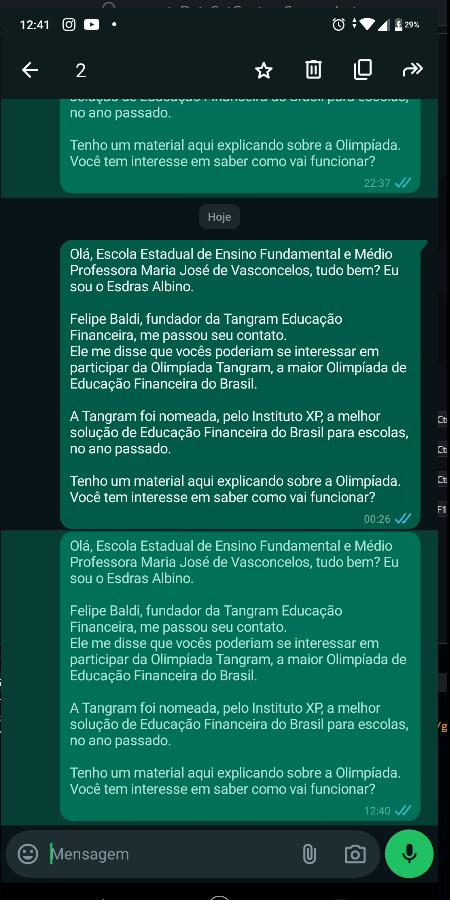 12:41
29%
2
no ano passado.
Tenho um material aqui explicando sobre a Olimpíada.
Você tem interesse em saber como vai funcionar?
22:37
Hoje
Olá, Escola Estadual de Ensino Fundamental e Médio
Professora Maria José de Vasconcelos, tudo bem? Eu
sou o Esdras Albino.
Felipe Baldi, fundador da Tangram Educação
Financeira, me passou seu contato.
Ele me disse que vocês poderiam se interessar em
participar da Olimpíada Tangram, a maior Olimpíada de
Educação Financeira do Brasil.
A Tangram foi nomeada, pelo Instituto XP, a melhor
solução de Educação Financeira do Brasil para escolas,
no ano passado.
Tenho um material aqui explicando sobre a Olimpíada.
Você tem interesse em saber como vai funcionar?
00:26
Olá, Escola Estadual de Ensino Fundamental e Médio
Professora Maria José de Vasconcelos, tudo bem? Eu
sou o Esdras Albino.
Felipe Baldi, fundador da Tangram Educação
Financeira, me passou seu contato.
Ele me disse que vocês poderiam se interessar em
participar da Olimpíada Tangram, a maior Olimpíada de
Educação Financeira do Brasil.
A Tangram foi nomeada, pelo Instituto XP, a melhor
solução de Educação Financeira do Brasil para escolas,
no ano passado.
Tenho um material aqui explicando sobre a Olimpíada.
Você tem interesse em saber como vai funcionar?
12:40
Mensagem